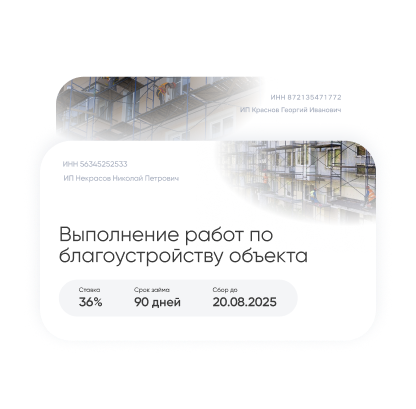 ИНН 872135471772
ИП Краснов Георгий Иванович
ИНН 56345252533
ИП Некрасов Николай Петрович
Выполнение работ по
благоустройству объекта
Ставка Срок займа Сбор до
36% 90 дней 20.08.2025